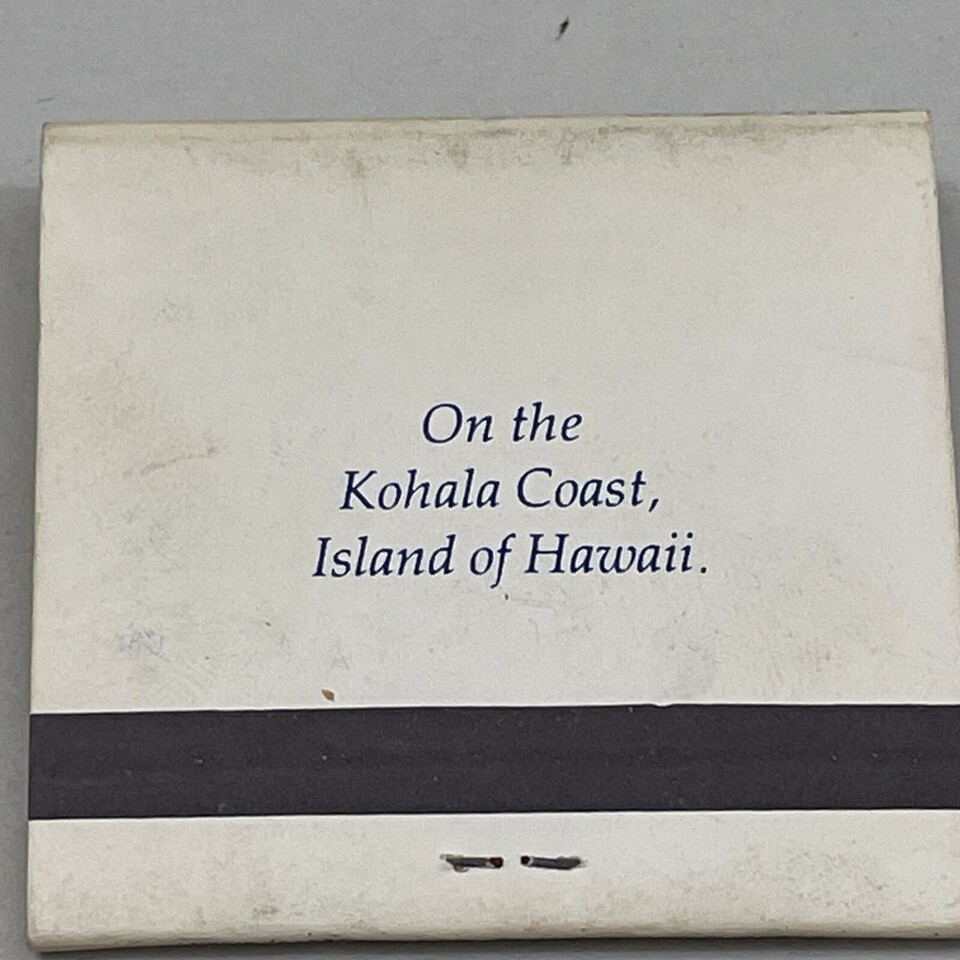 On the
Kohala Coast,
Island of Hawaii.